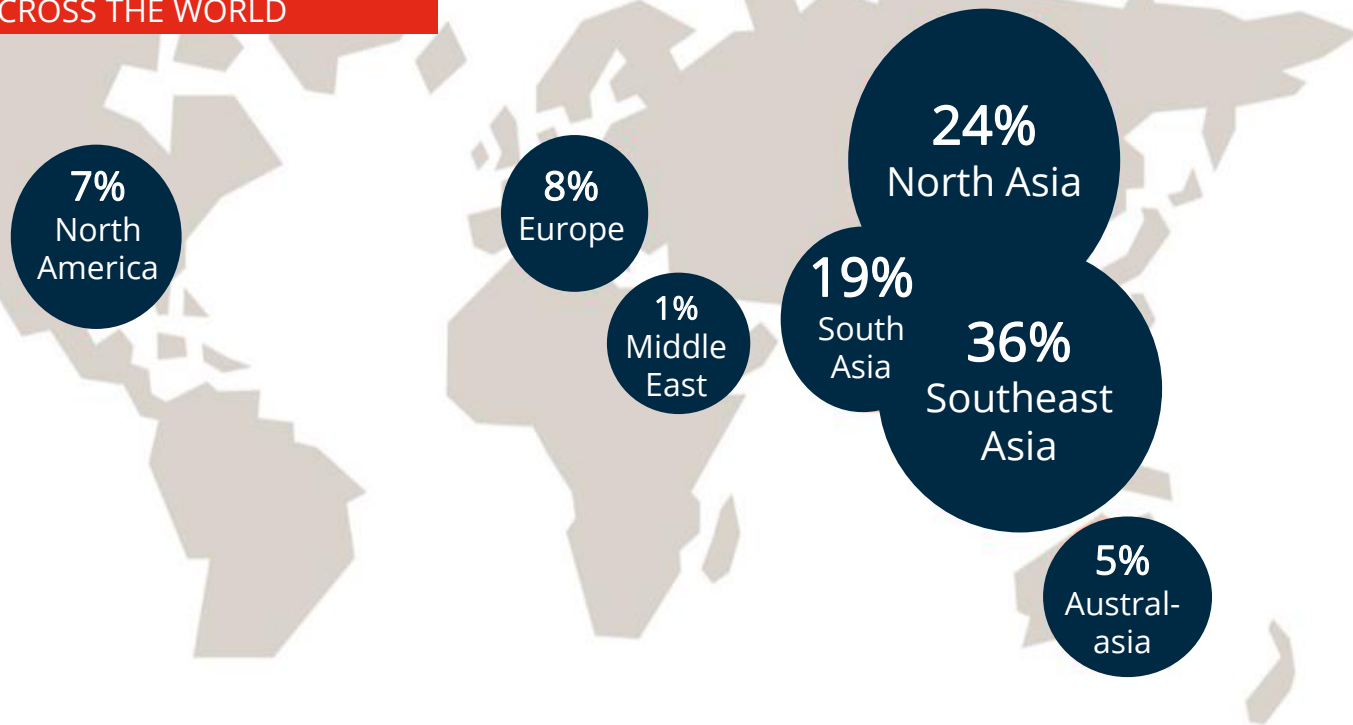 CROSS THE WORLD
24%
North Asia
7%
North
America
8%
Europe
19%
South
Asia
1%
Middle
East
36%
Southeast
Asia
5%
Austral-
asia